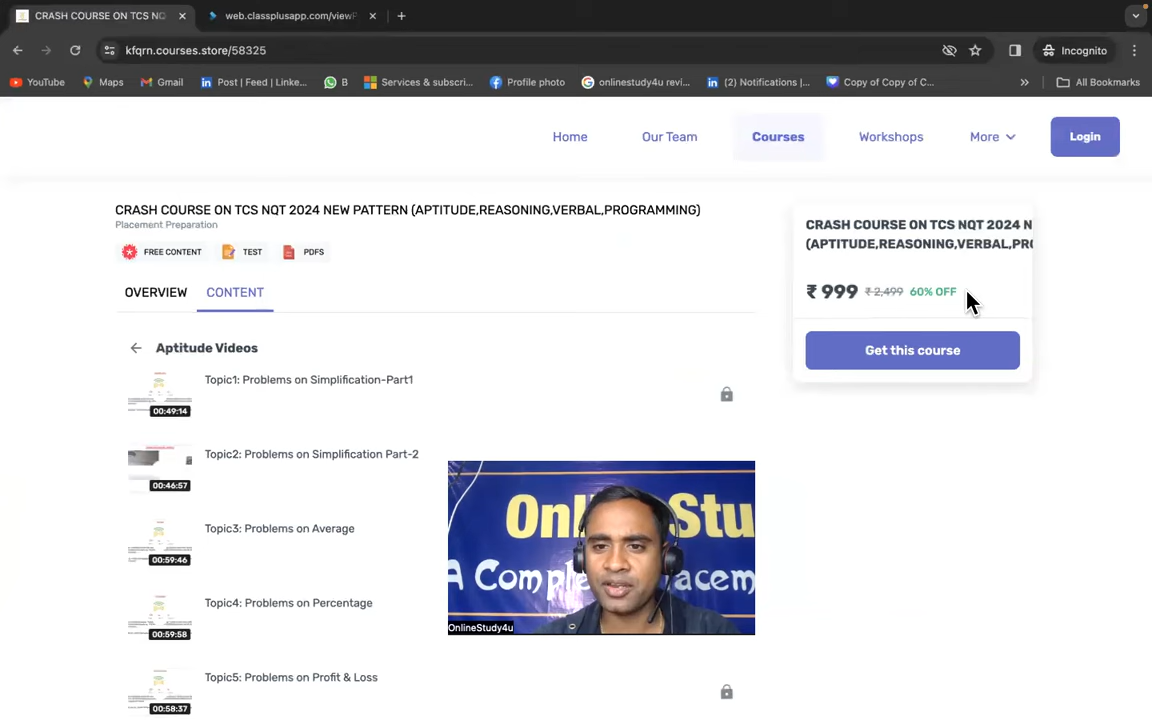 CRASH COURSE ON TCS NQ
web.classplusapp.com/viewF
kfqrn.courses.store/58325
Incognito
YouTube
Maps
Gmail
Post | Feed | Linke...
B
Services & subscri...
Profile photo
onlinestudy4u revi...
(2) Notifications |...
Copy of Copy of C...
»
All Bookmarks
Home
Our Team
Courses
Workshops
More
Login
CRASH COURSE ON TCS NQT 2024 NEW PATTERN (APTITUDE,REASONING,VERBAL,PROGRAMMING)
Placement Preparation
FREE CONTENT
TEST
PDFS
OVERVIEW
CONTENT
CRASH COURSE ON TCS NQT 2024 N
(APTITUDE,REASONING,VERBAL,PR
₹ 999 ₹ 2,499 60% OFF
Get this course
Aptitude Videos
Topic1: Problems on Simplification-Part1
00:49:14
Topic2: Problems on Simplification Part-2
00:46:57
Topic3: Problems on Average
00:59:46
Topic4: Problems on Percentage
00:59:58
Topic5: Problems on Profit & Loss
00:58:37
OnlineStudy4u